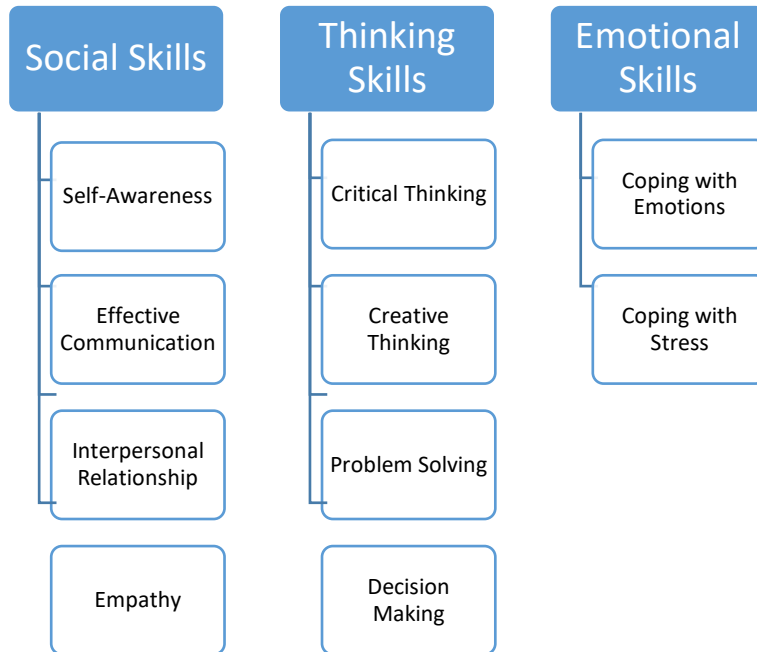 Social Skills
Self-Awareness
Effective
Communication
Interpersonal
Relationship
Empathy
Thinking
Skills
Critical Thinking
Creative
Thinking
Problem Solving
Decision
Making
Emotional
Skills
Coping with
Emotions
Coping with
Stress